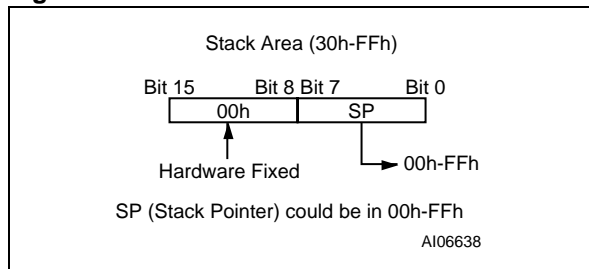 Stack Area (30h-FFh)
Bit 15 Bit 8 Bit 7 Bit 0
00h SP
Hardware Fixed
00h-FFh
SP (Stack Pointer) could be in 00h-FFh
AI06638